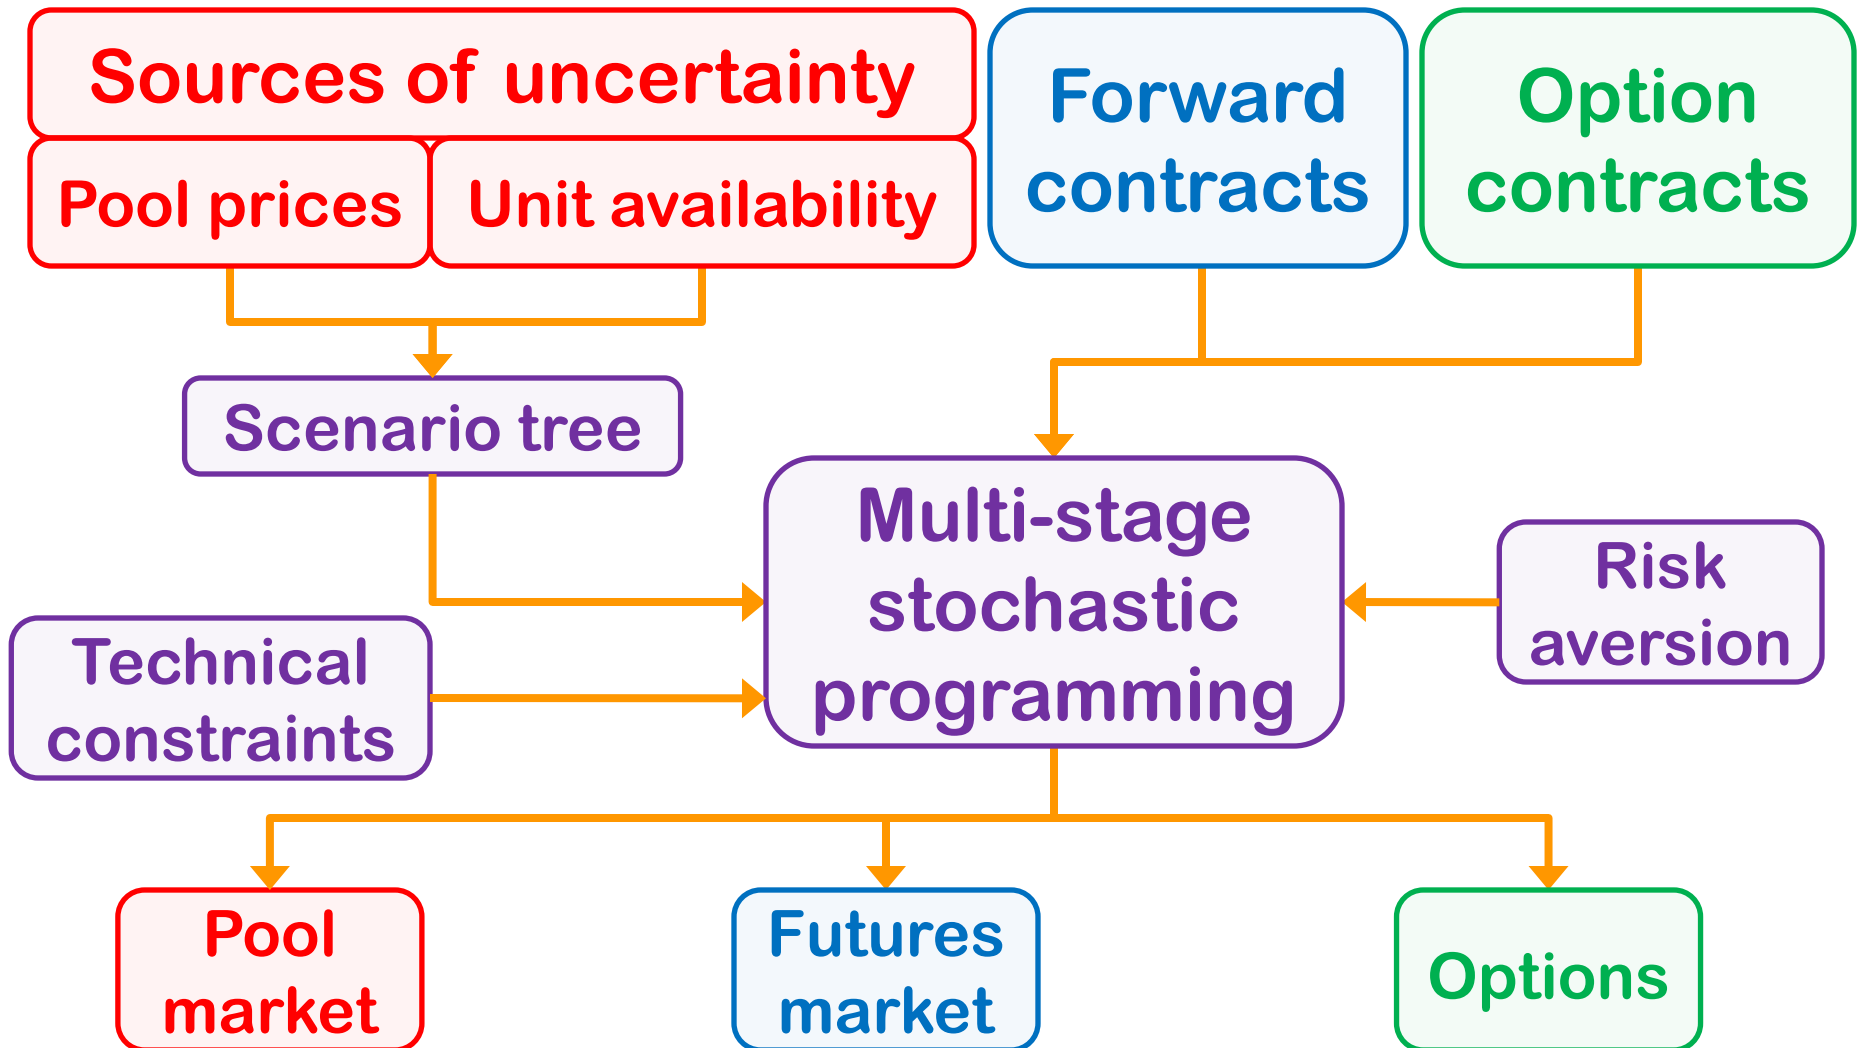 Sources of uncertainty
Pool prices
Unit availability
Forward
contracts
Option
contracts
Scenario tree
Multi-stage
stochastic
programming
Risk
aversion
Technical
constraints
Pool
market
Futures
market
Options